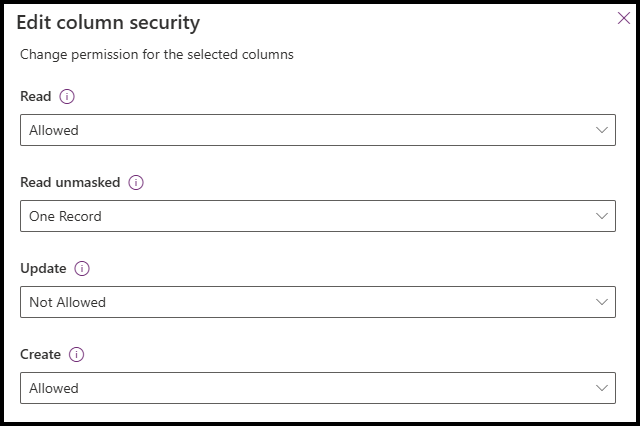 Edit column security
Change permission for the selected columns
Read
Allowed
Read unmasked
One Record
Update
Not Allowed
Create
Allowed